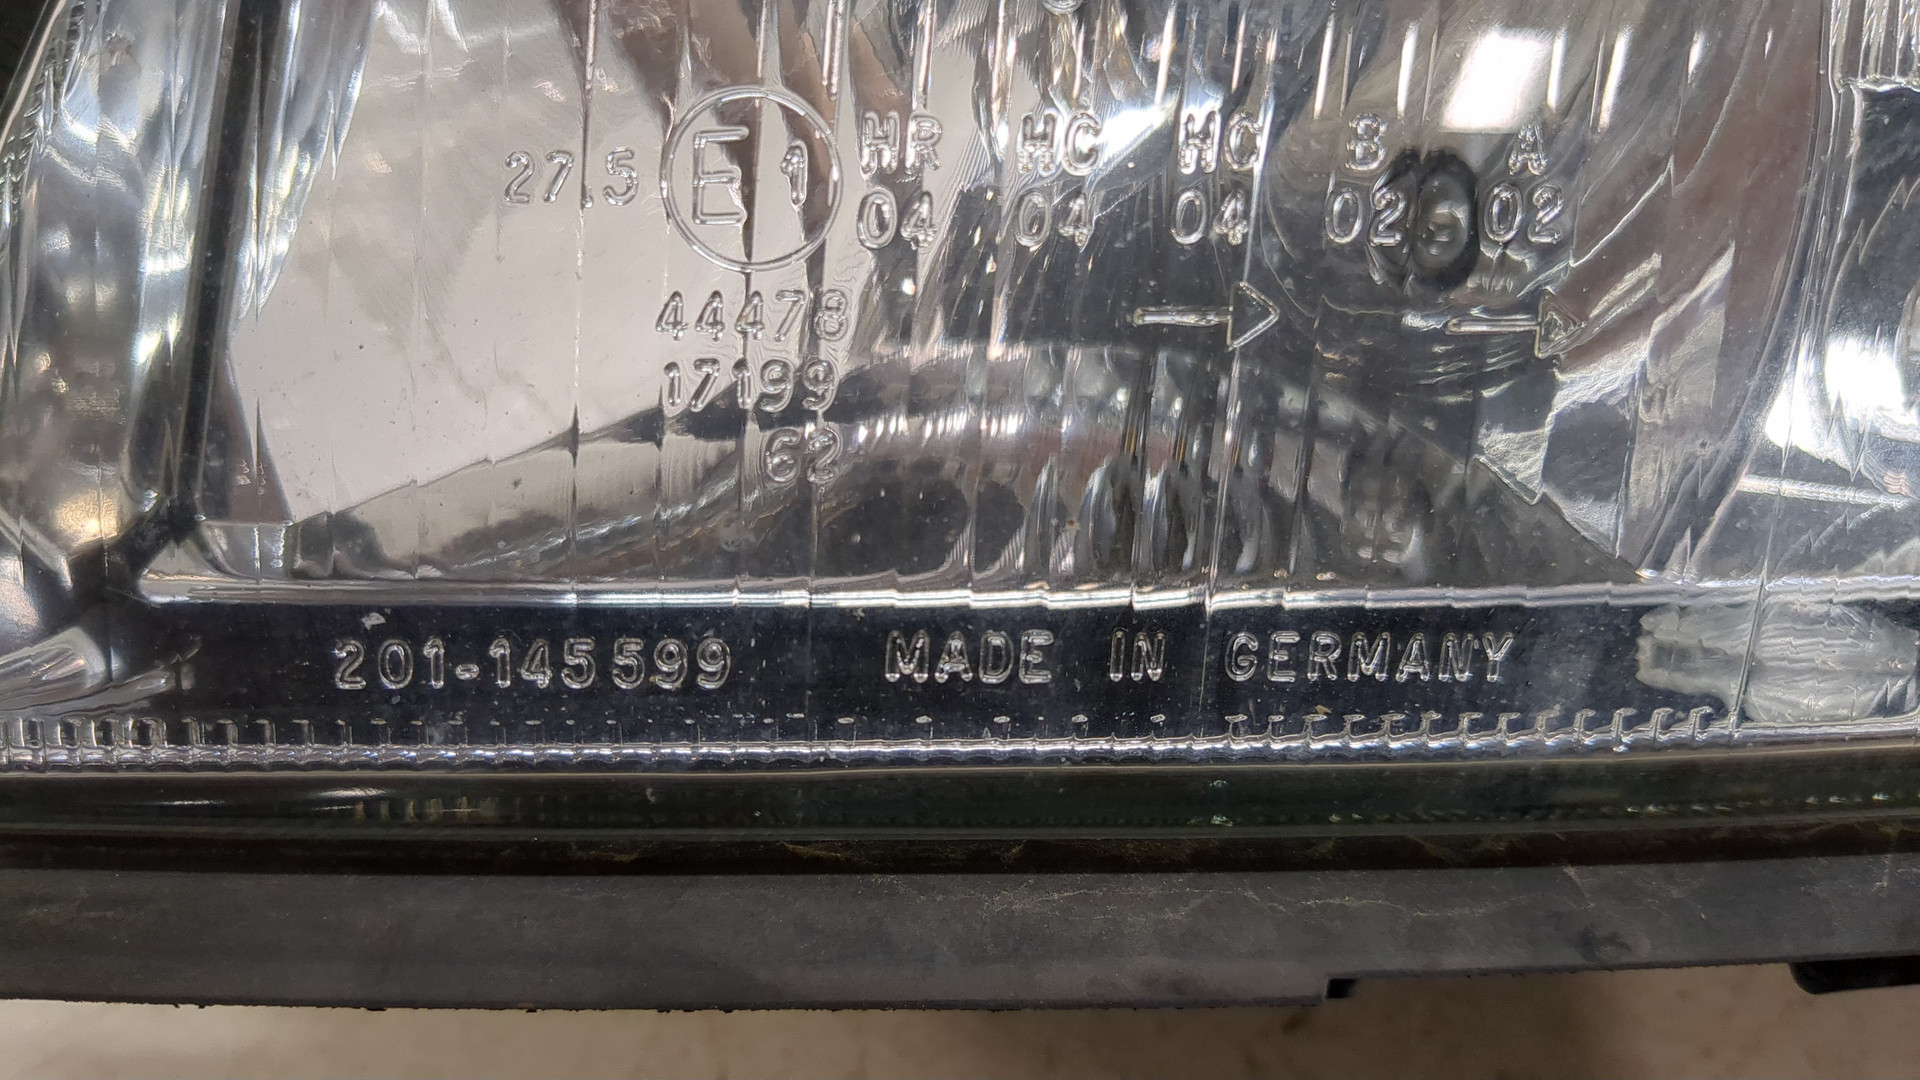 27.5 E1 HR HC HC B A
04 04 04 02 02
44478
17199
62
201-145599 MADE IN GERMANY